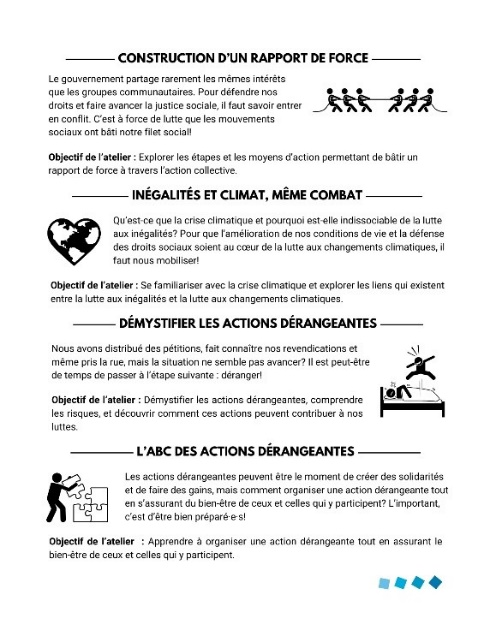 CONSTRUCTION D'UN RAPPORT DE FORCE
Le gouvernement partage rarement les mêmes intérêts
que les groupes communautaires. Pour défendre nos
droits et faire avancer la justice sociale, il faut savoir entrer
en conflit. C'est à force de lutte que les mouvements
sociaux ont bâti notre filet social!
Objectif de l'atelier : Explorer les étapes et les moyens d'action permettant de bâtir un
rapport de force à travers l'action collective.
INÉGALITÉS ET CLIMAT, MÊME COMBAT
Qu'est-ce que la crise climatique et pourquoi est-elle indissociable de la lutte
aux inégalités? Pour que l'amélioration de nos conditions de vie et la défense
des droits sociaux soient au cœur de la lutte aux changements climatiques, il
faut nous mobiliser!
Objectif de l'atelier : Se familiariser avec la crise climatique et explorer les liens qui existent
entre la lutte aux inégalités et la lutte aux changements climatiques.
DÉMYSTIFIER LES ACTIONS DÉRANGEANTES
Nous avons distribué des pétitions, fait connaître nos revendications et
même pris la rue, mais la situation ne semble pas avancer? Il est peut-être
de temps de passer à l'étape suivante : déranger!
Objectif de l'atelier : Démystifier les actions dérangeantes, comprendre
les risques, et découvrir comment ces actions peuvent contribuer à nos
luttes.
L'ABC DES ACTIONS DÉRANGEANTES
Les actions dérangeantes peuvent être le moment de créer des solidarités
et de faire des gains, mais comment organiser une action dérangeante tout
en s'assurant du bien-être de ceux et celles qui y participent? L'important,
c'est d'être bien préparé·e·s!
Objectif de l'atelier : Apprendre à organiser une action dérangeante tout en assurant le
bien-être de ceux et celles qui y participent.